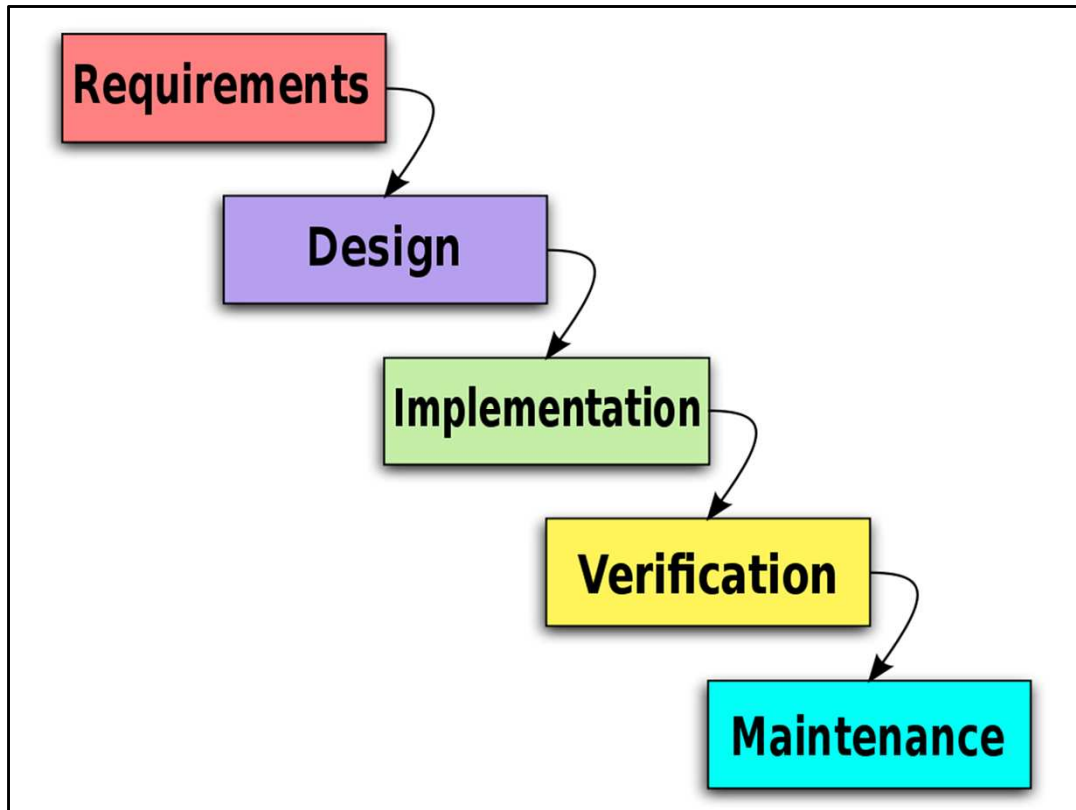 Requirements
Design
Implementation
Verification
Maintenance